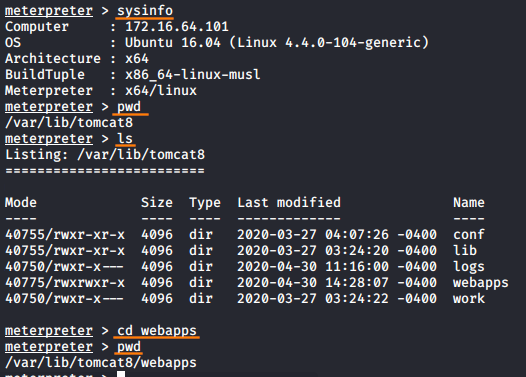 meterpreter > sysinfo
Computer     : 172.16.64.101
OS           : Ubuntu 16.04 (Linux 4.4.0-104-generic)
Architecture : x64
BuildTuple   : x86_64-linux-musl
Meterpreter  : x64/linux
meterpreter > pwd
/var/lib/tomcat8
meterpreter > ls
Listing: /var/lib/tomcat8
=========================
Mode              Size  Type  Last modified              Name
----              ----  ----  -------------              ----
40755/rwxr-xr-x   4096  dir   2020-03-27 04:07:26 -0400  conf
40755/rwxr-xr-x   4096  dir   2020-03-27 03:24:20 -0400  lib
40750/rwxr-x---   4096  dir   2020-04-30 11:16:00 -0400  logs
40775/rwxrwxr-x   4096  dir   2020-04-30 14:28:07 -0400  webapps
40750/rwxr-x---   4096  dir   2020-03-27 03:24:22 -0400  work
meterpreter > cd webapps
meterpreter > pwd
/var/lib/tomcat8/webapps
meterpreter >